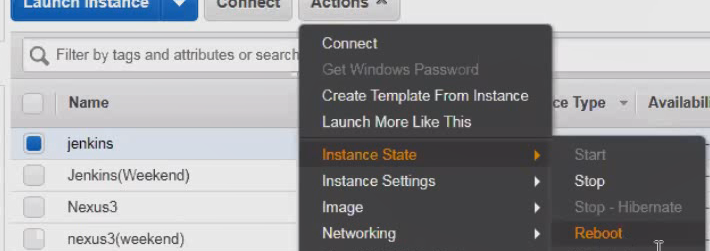 Launch Instance Connect Actions
Filter by tags and attributes or search
Connect
Get Windows Password
Create Template From Instance
Launch More Like This
Name ce Type Availabili
jenkins Instance State Start
Jenkins(Weekend) Instance Settings Stop
Nexus3 Image Stop - Hibernate
nexus3(weekend) Networking Reboot